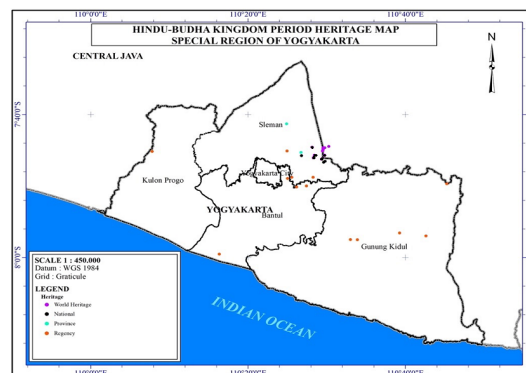 HINDU-BUDHA KINGDOM PERIOD HERITAGE MAP
SPECIAL REGION OF YOGYAKARTA
CENTRAL JAVA
N
7°40'0"S
Sleman
Yogyakarta City
Kulon Progo
YOGYAKARTA
Bantul
Gunung Kidul
8°0'0"S
SCALE 1 : 450.000
Datum : WGS 1984
Grid : Graticule
LEGEND
Heritage
World Heritage
National
Province
Regency
INDIAN OCEAN
110°0'0"E
110°20'0"E
110°40'0"E